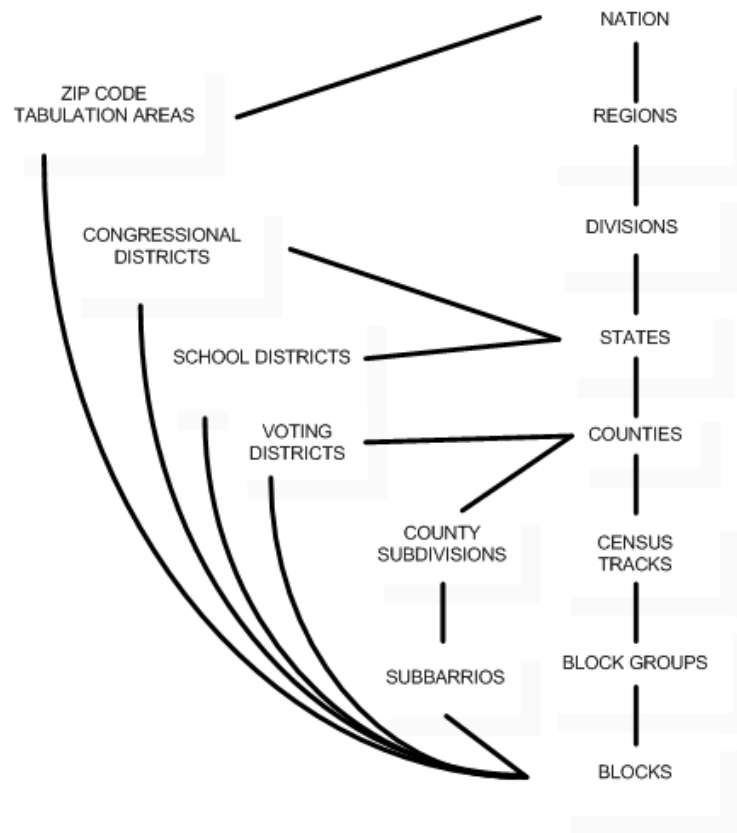 NATION
ZIP CODE
TABULATION AREAS
REGIONS
CONGRESSIONAL
DISTRICTS
DIVISIONS
SCHOOL DISTRICTS
STATES
VOTING
DISTRICTS
COUNTIES
COUNTY
SUBDIVISIONS
CENSUS
TRACKS
SUBBARRIOS
BLOCK GROUPS
BLOCKS